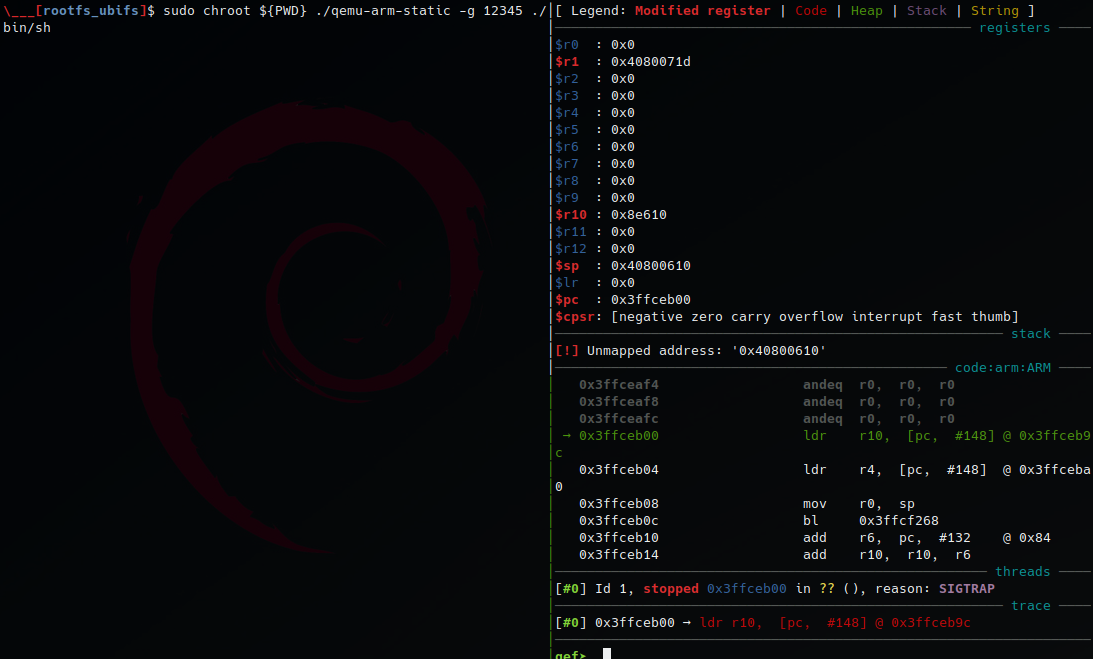 \___[rootfs_ubifs]$ sudo chroot ${PWD} ./qemu-arm-static -g 12345 ./
bin/sh
[ Legend: Modified register | Code | Heap | Stack | String ]
registers
$r0  : 0x0
$r1  : 0x4080071d
$r2  : 0x0
$r3  : 0x0
$r4  : 0x0
$r5  : 0x0
$r6  : 0x0
$r7  : 0x0
$r8  : 0x0
$r9  : 0x0
$r10 : 0x8e610
$r11 : 0x0
$r12 : 0x0
$sp  : 0x40800610
$lr  : 0x0
$pc  : 0x3ffceb00
$cpsr: [negative zero carry overflow interrupt fast thumb]
stack
[!] Unmapped address: '0x40800610'
code:arm:ARM
0x3ffceaf4 andeq r0, r0, r0
0x3ffceaf8 andeq r0, r0, r0
0x3ffceafc andeq r0, r0, r0
→ 0x3ffceb00 ldr r10, [pc, #148] @ 0x3ffceb9
c
0x3ffceb04 ldr r4, [pc, #148] @ 0x3ffceba
0
0x3ffceb08 mov r0, sp
0x3ffceb0c bl 0x3ffcf268
0x3ffceb10 add r6, pc, #132 @ 0x84
0x3ffceb14 add r10, r10, r6
threads
[#0] Id 1, stopped 0x3ffceb00 in ?? (), reason: SIGTRAP
trace
[#0] 0x3ffceb00 → ldr r10, [pc, #148] @ 0x3ffceb9c
gef➤